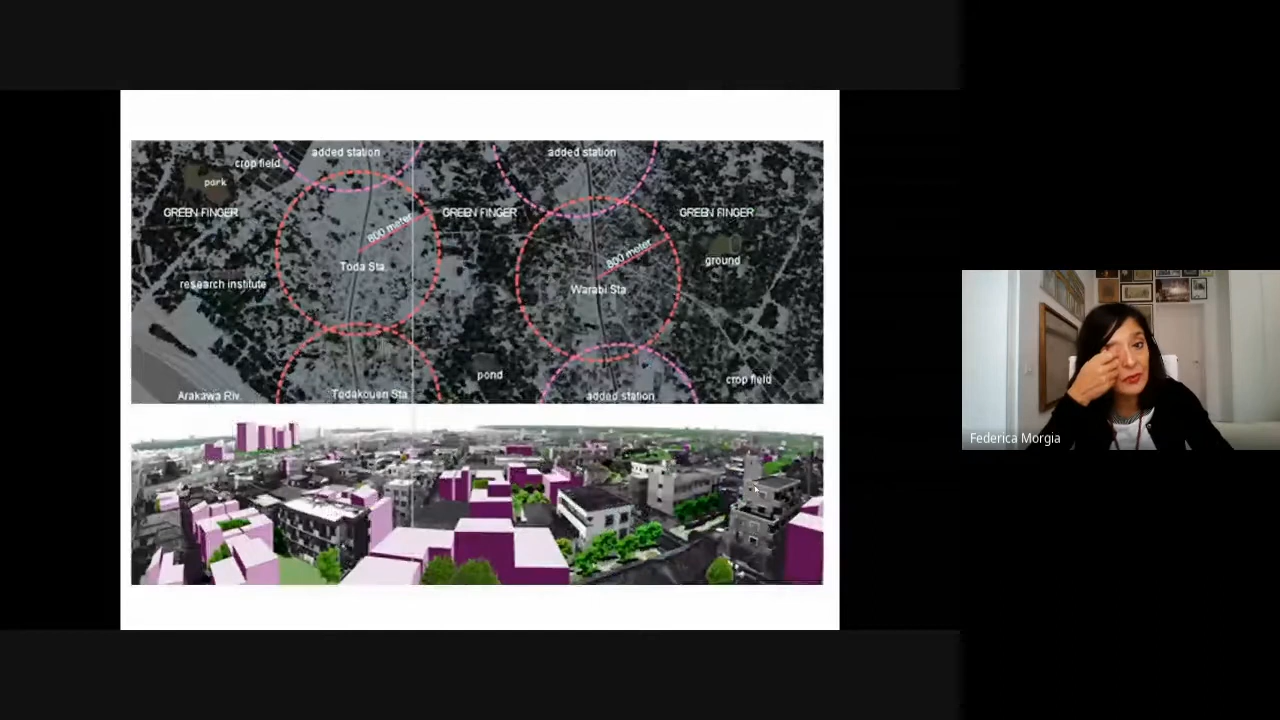 added station
added station
crop field
park
GREEN FINGER
GREEN FINGER
GREEN FINGER
800 meter
800 meter
Toda Sta
ground
research institute
Warabi Sta
pond
crop field
Arakawa Riv.
Todakouen Sta
added station
Federica Morgia